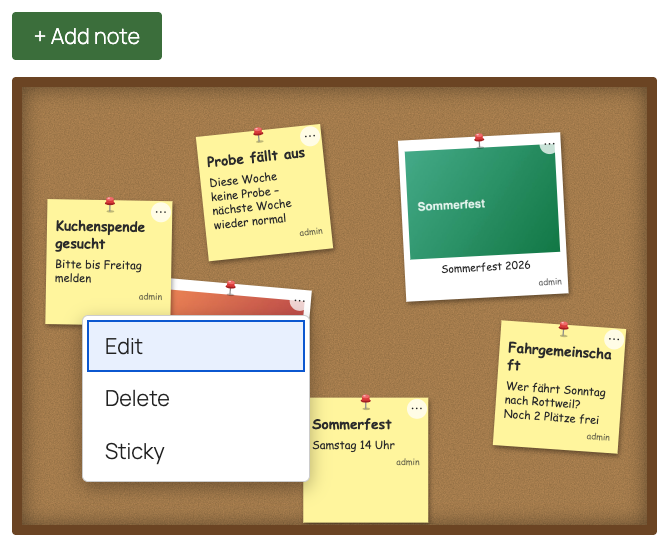 + Add note
Probe fällt aus
Diese Woche
keine Probe –
nächste Woche
wieder normal
admin
Sommerfest
Sommerfest 2026
admin
Kuchenspende
gesucht
Bitte bis Freitag
melden
admin
Edit
Delete
Sticky
Fahrgemeinscha
ft
Wer fährt Sonntag
nach Rottweil?
Noch 2 Plätze frei
admin
Sommerfest
Samstag 14 Uhr
admin